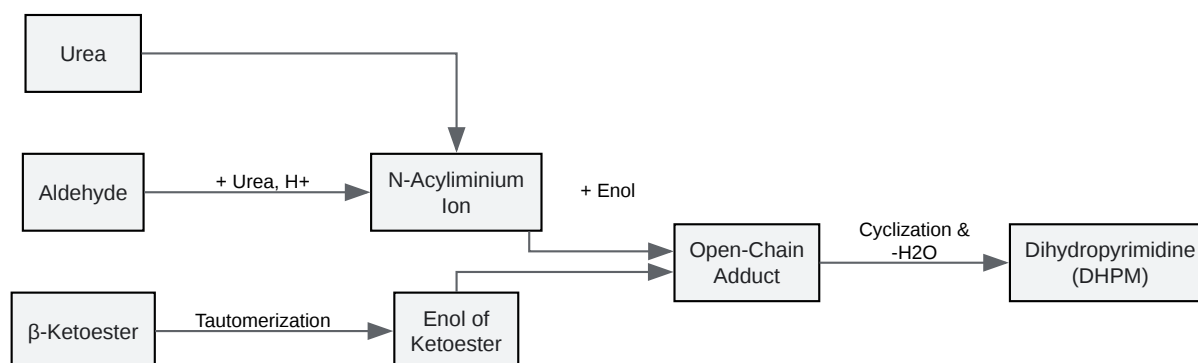 Urea
Aldehyde
+ Urea, H+
N-Acyliminium
Ion
+ Enol
Open-Chain
Adduct
Cyclization &
-H2O
Dihydropyrimidine
(DHPM)
β-Ketoester
Tautomerization
Enol of
Ketoester